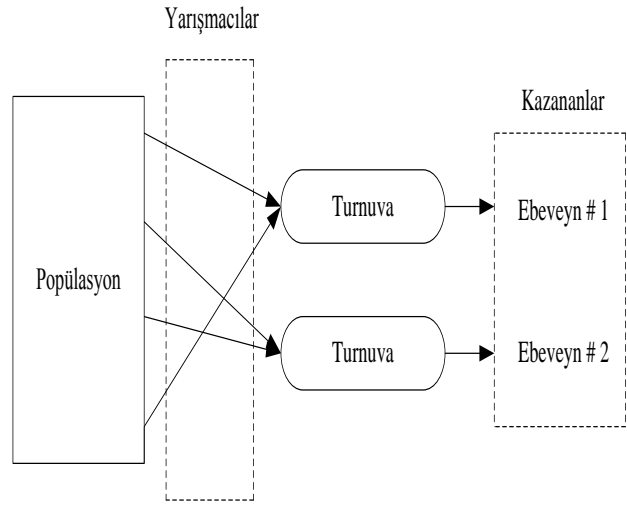 Yarışmacılar
Kazananlar
Popülasyon
Turnuva
Ebeveyn # 1
Turnuva
Ebeveyn # 2